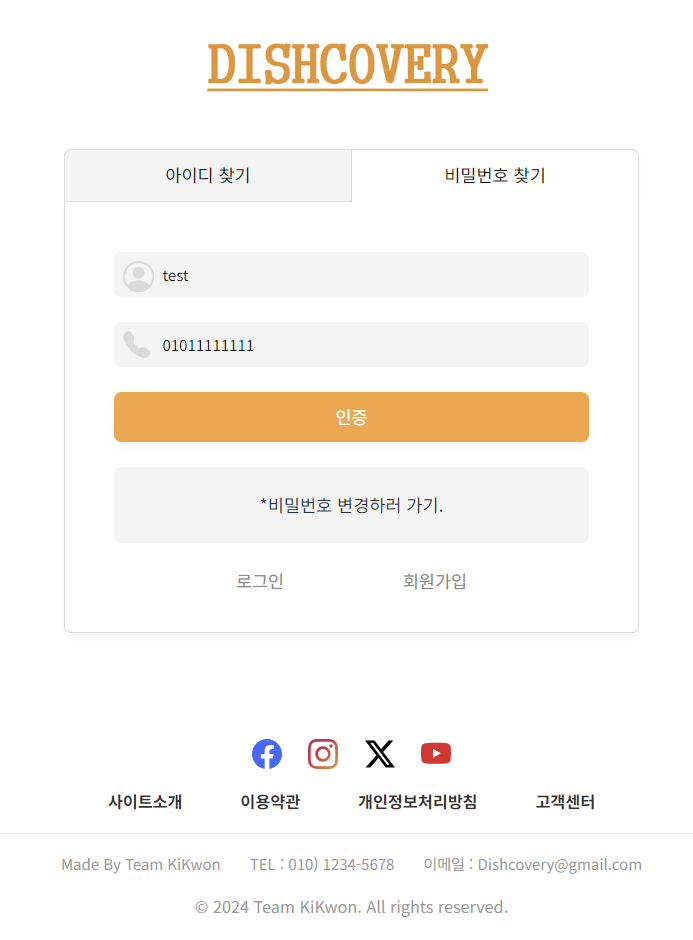 DISHCOVERY
아이디 찾기 비밀번호 찾기
test
01011111111
인증
*비밀번호 변경하러 가기.
로그인 회원가입
사이트소개 이용약관 개인정보처리방침 고객센터
Made By Team KiKwon TEL : 010) 1234-5678 이메일 : Dishcovery@gmail.com
© 2024 Team KiKwon. All rights reserved.